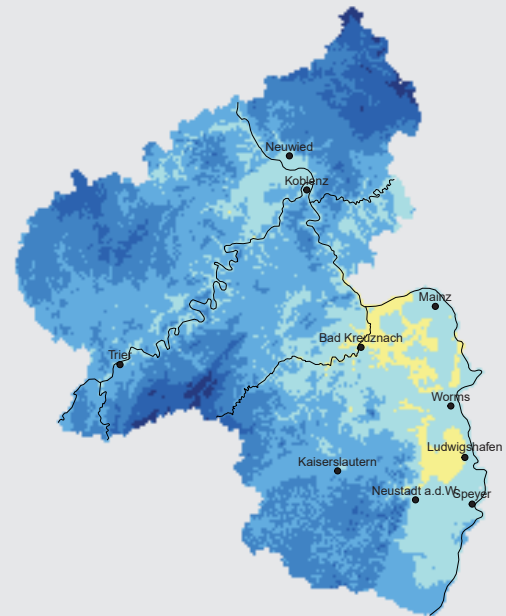 Neuwied
Koblenz
Mainz
Bad Kreuznach
Trier
Worms
Ludwigshafen
Kaiserslautern
Neustadt a.d.W.
Speyer